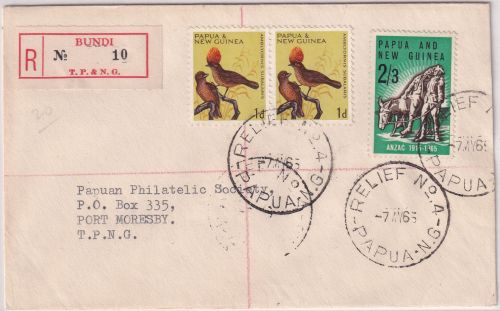 BUNDI
R
No 10
T.P. & N.G.
PAPUA &
NEW GUINEA
1d
PAPUA &
NEW GUINEA
1d
PAPUA AND
NEW GUINEA
2/3
ANZAC 1915-1965
RELIEF No. 4
PAPUA-N.G.
RELIEF No. 4
-7 65
PAPUA-N.G.
RELIEF
PAPUA
Papuan Philatelic Society,
P.O. Box 335,
PORT MORESBY.
T.P.N.G.